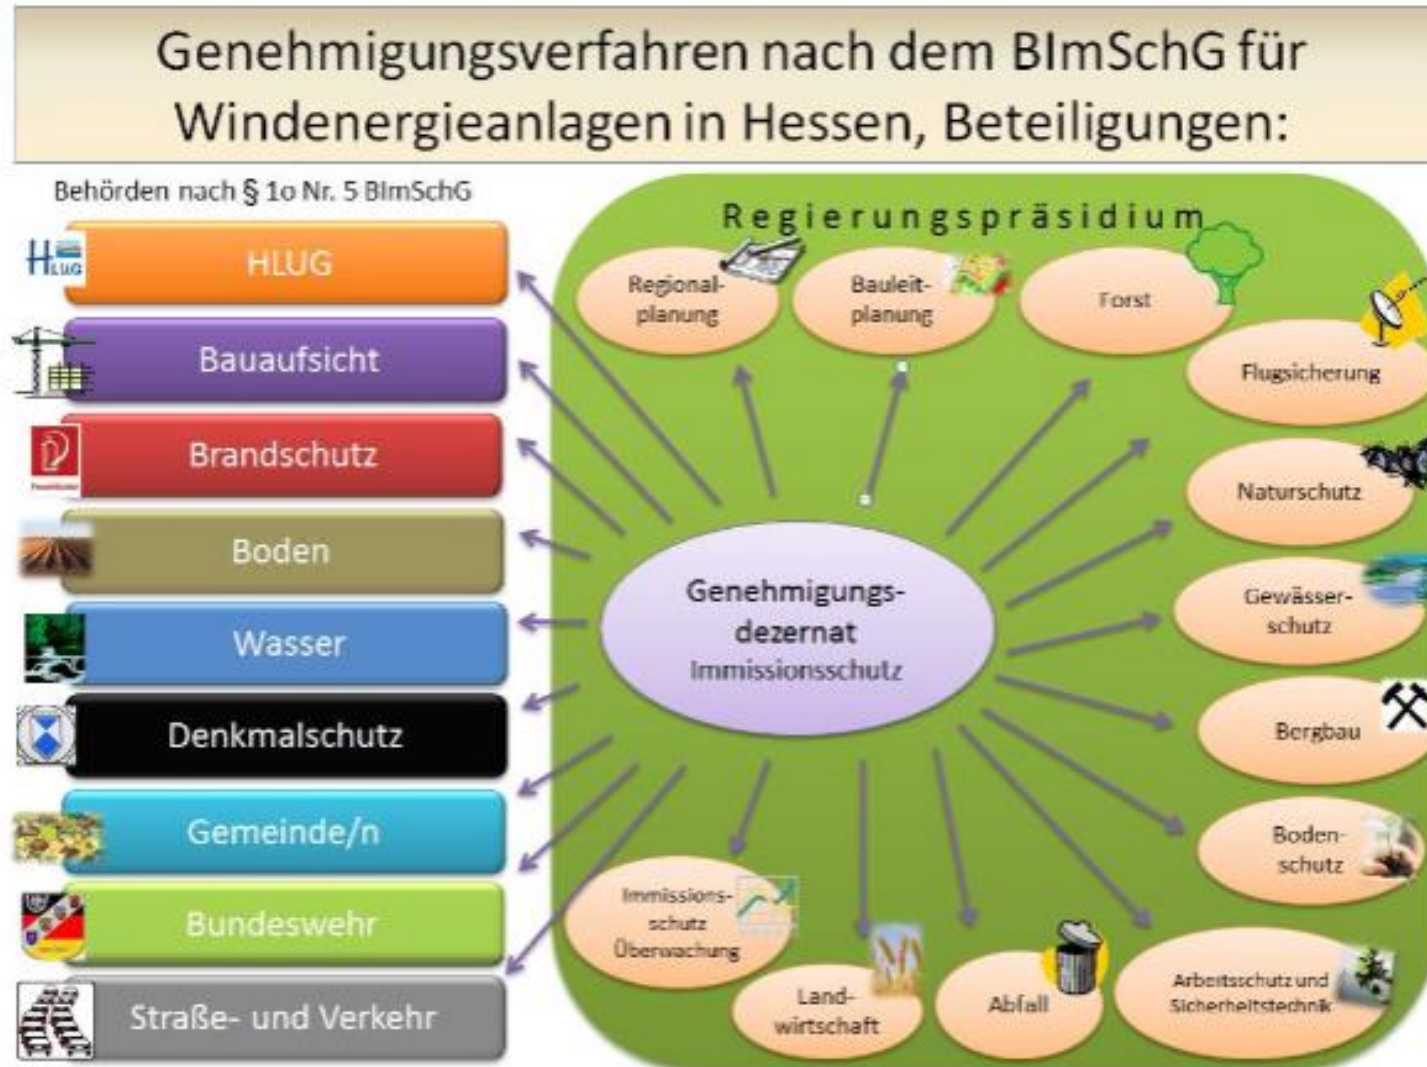 Genehmigungsverfahren nach dem BImSchG für
Windenergieanlagen in Hessen, Beteiligungen:
Behörden nach § 1o Nr. 5 BImSchG
HLUG
HLUG
Bauaufsicht
Brandschutz
Boden
Wasser
Denkmalschutz
Gemeinde/n
Bundeswehr
Straße- und Verkehr
Regierungspräsidium
Regional-
planung
Bauleit-
planung
Forst
Flugsicherung
Naturschutz
Gewässer-
schutz
Bergbau
Boden-
schutz
Arbeitsschutz und
Sicherheitstechnik
Abfall
Land-
wirtschaft
Immissions-
schutz
Überwachung
Genehmigungs-
dezernat
Immissionsschutz